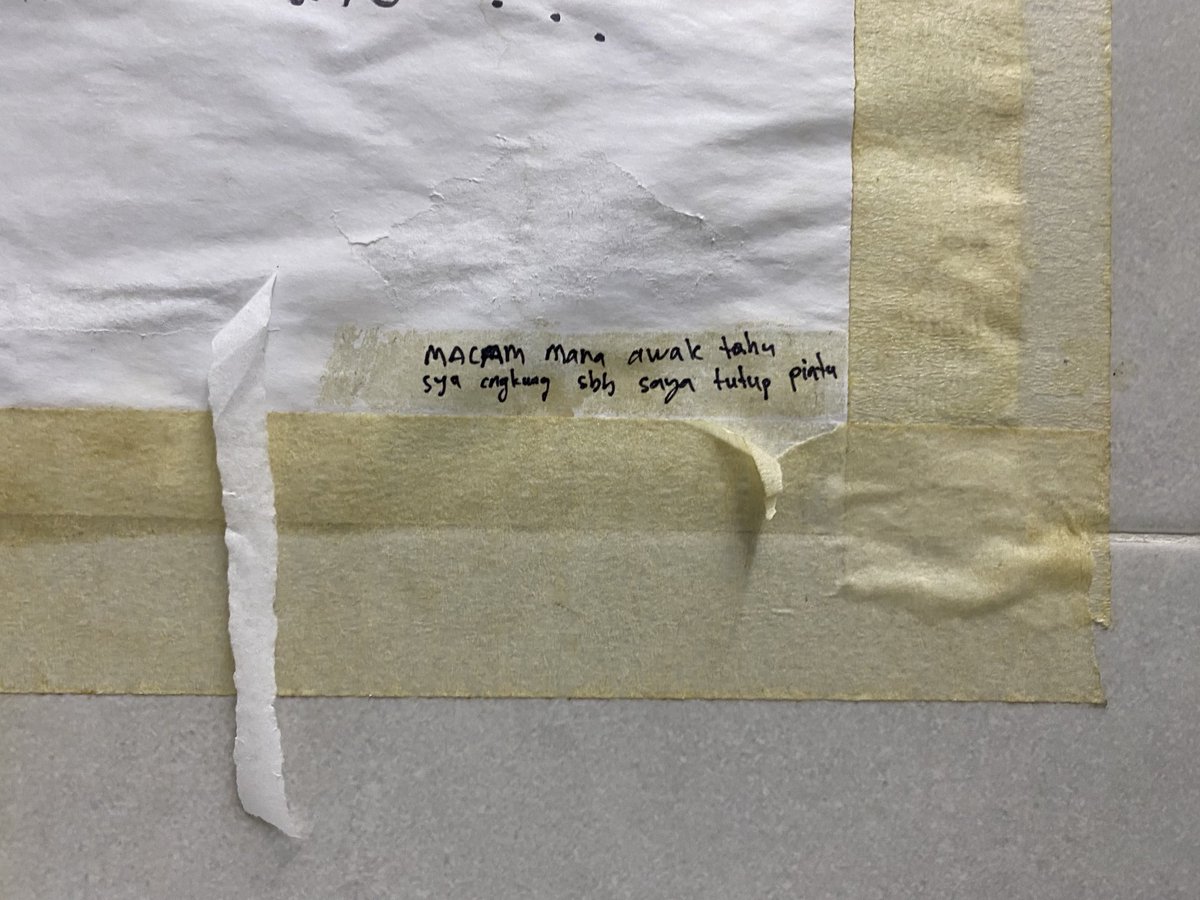 MACAM Mana awak tahu
sya cngkung sbb saya tutup pintu